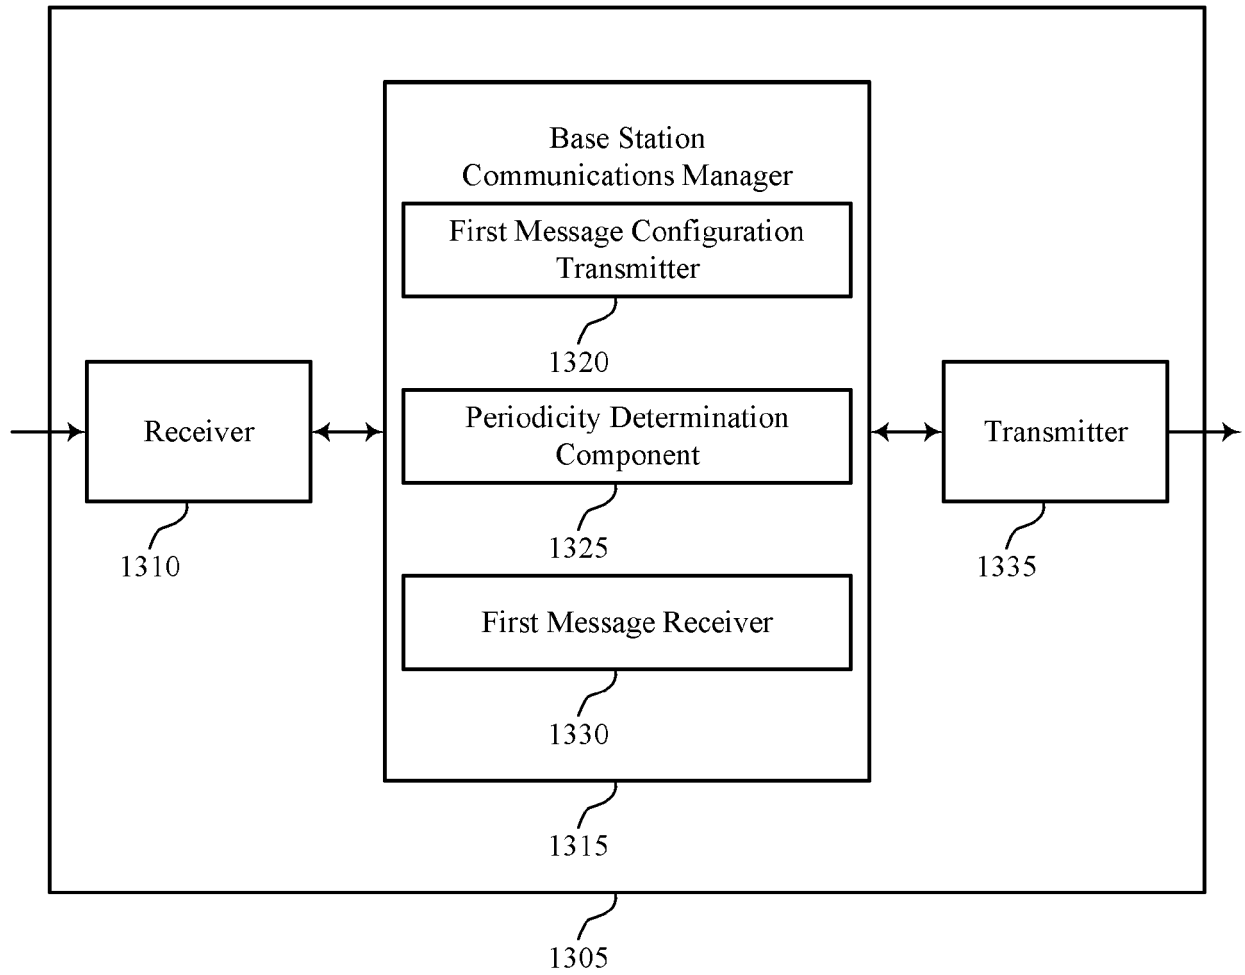 Base Station
Communications Manager
First Message Configuration
Transmitter
1320
Receiver
1310
Periodicity Determination
Component
1325
Transmitter
1335
First Message Receiver
1330
1315
1305